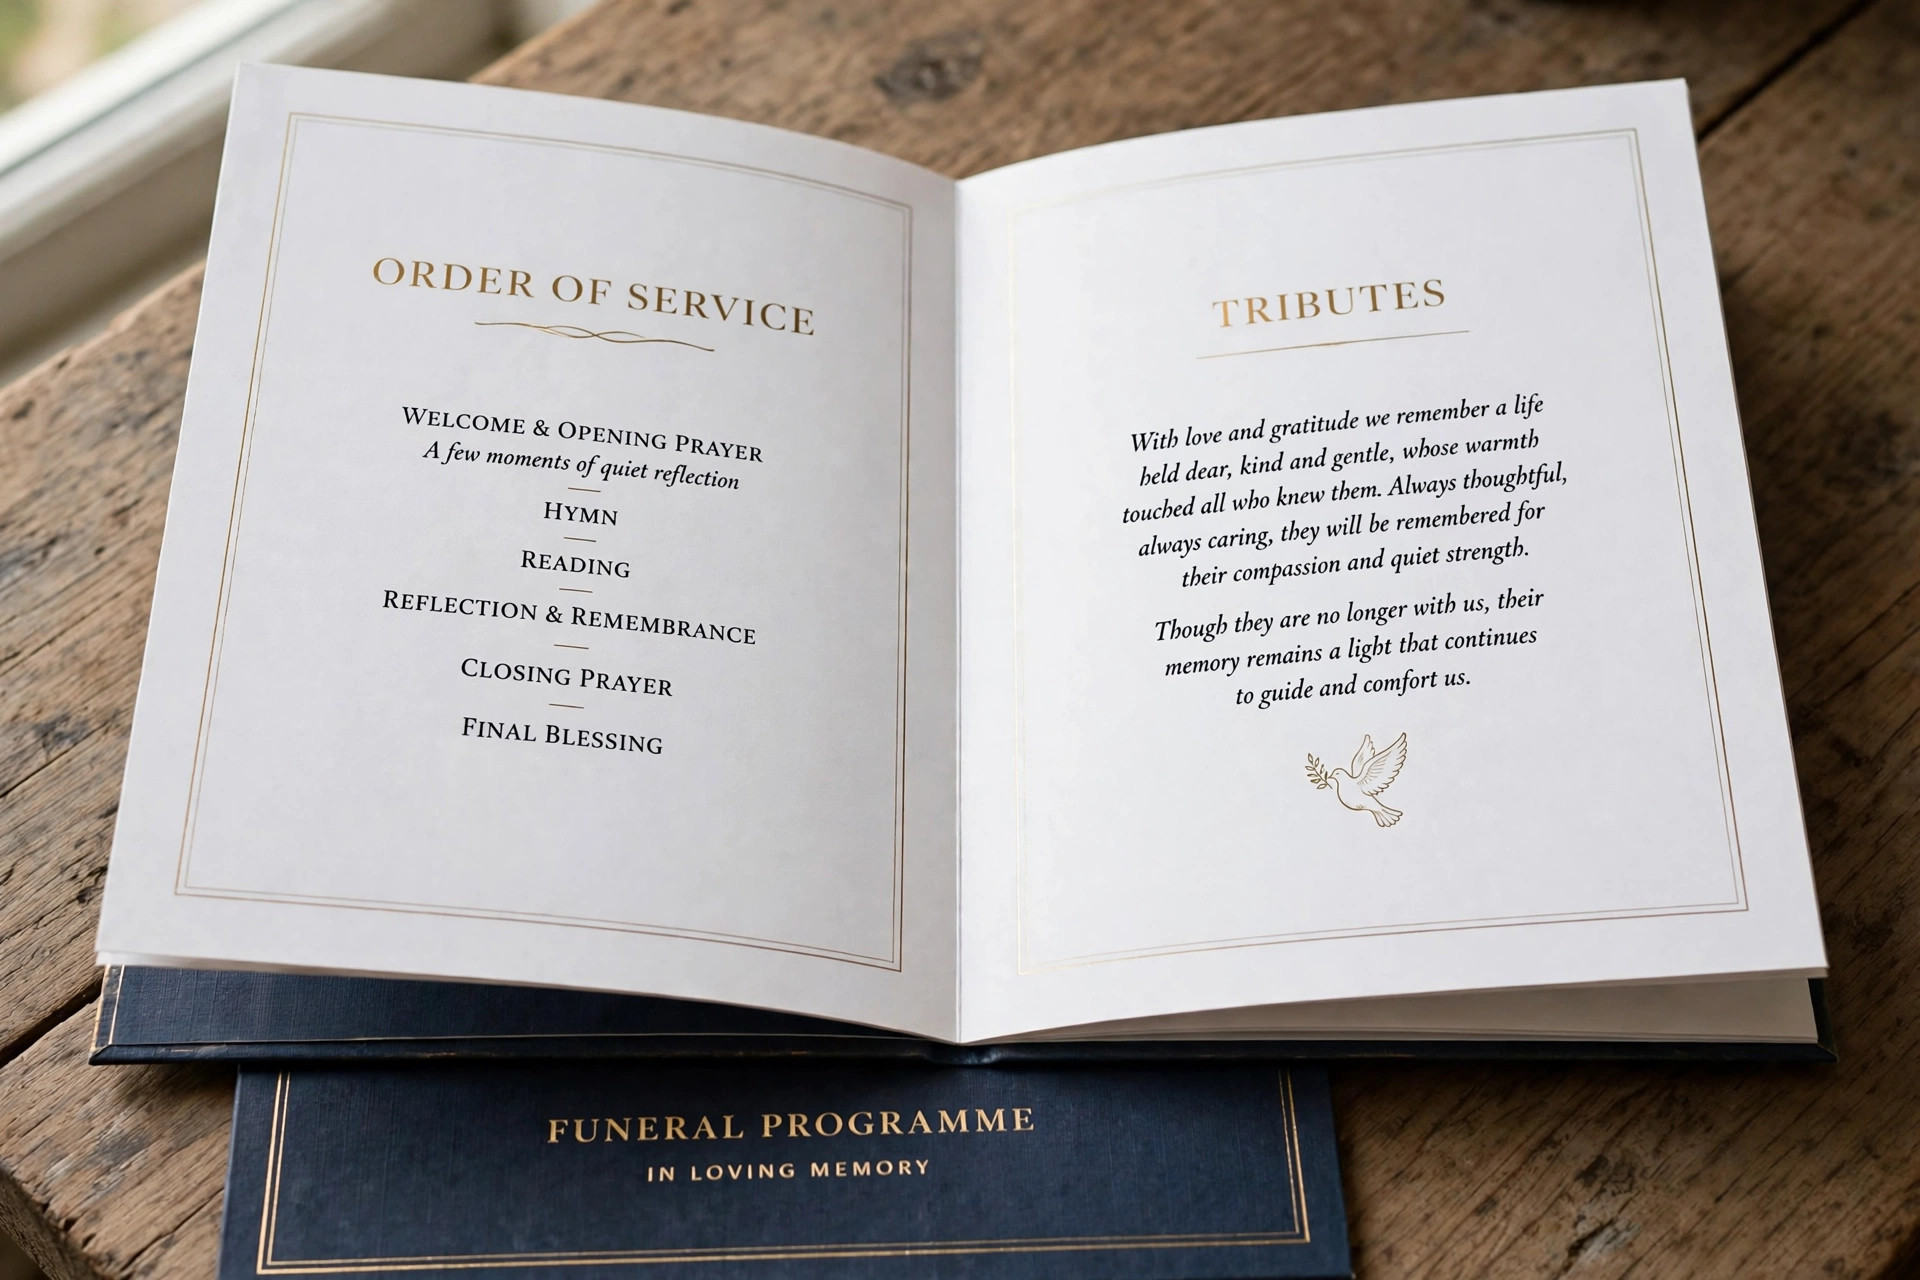 ORDER OF SERVICE
WELCOME & OPENING PRAYER
A few moments of quiet reflection
HYMN
READING
REFLECTION & REMEMBRANCE
CLOSING PRAYER
FINAL BLESSING
TRIBUTES
With love and gratitude we remember a life
held dear, kind and gentle, whose warmth
touched all who knew them. Always thoughtful,
always caring, they will be remembered for
their compassion and quiet strength.
Though they are no longer with us, their
memory remains a light that continues
to guide and comfort us.
FUNERAL PROGRAMME
IN LOVING MEMORY